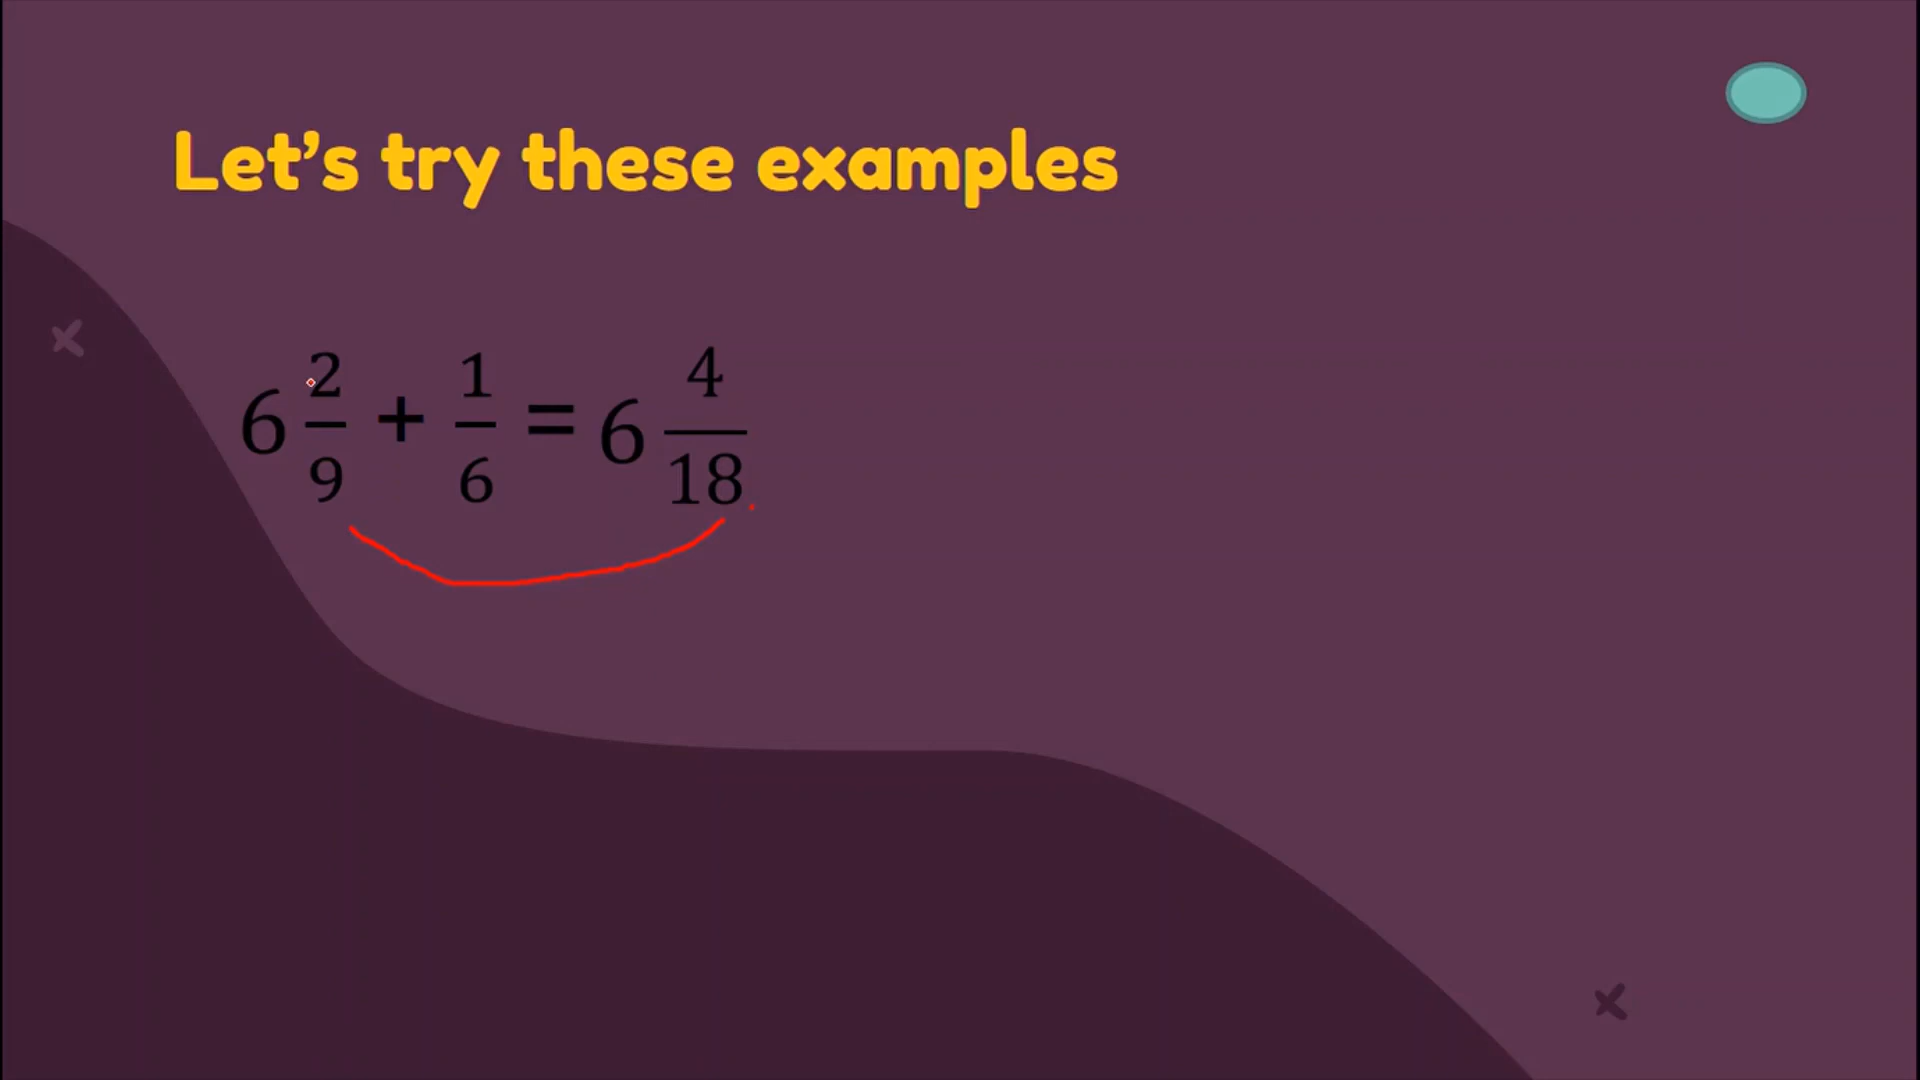 Let's try these examples
6 2/9 + 1/6 = 6 4/18